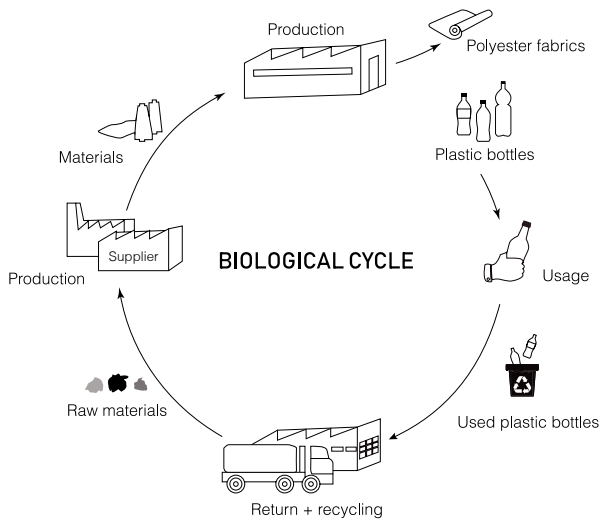 Production
Polyester fabrics
Plastic bottles
Materials
Supplier
BIOLOGICAL CYCLE
Usage
Production
Raw materials
Used plastic bottles
Return + recycling